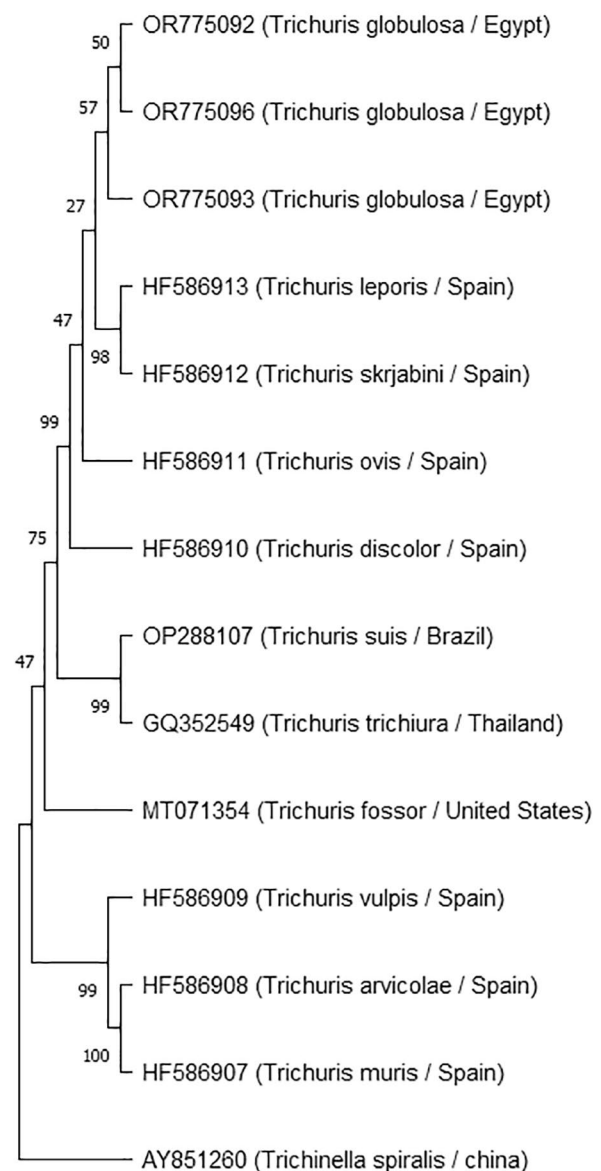 50
OR775092 (Trichuris globulosa / Egypt)
57
OR775096 (Trichuris globulosa / Egypt)
27
OR775093 (Trichuris globulosa / Egypt)
HF586913 (Trichuris leporis / Spain)
47
98
HF586912 (Trichuris skrjabini / Spain)
99
HF586911 (Trichuris ovis / Spain)
75
HF586910 (Trichuris discolor / Spain)
OP288107 (Trichuris suis / Brazil)
47
99
GQ352549 (Trichuris trichiura / Thailand)
MT071354 (Trichuris fossor / United States)
HF586909 (Trichuris vulpis / Spain)
99
HF586908 (Trichuris arvicolae / Spain)
100
HF586907 (Trichuris muris / Spain)
AY851260 (Trichinella spiralis / china)